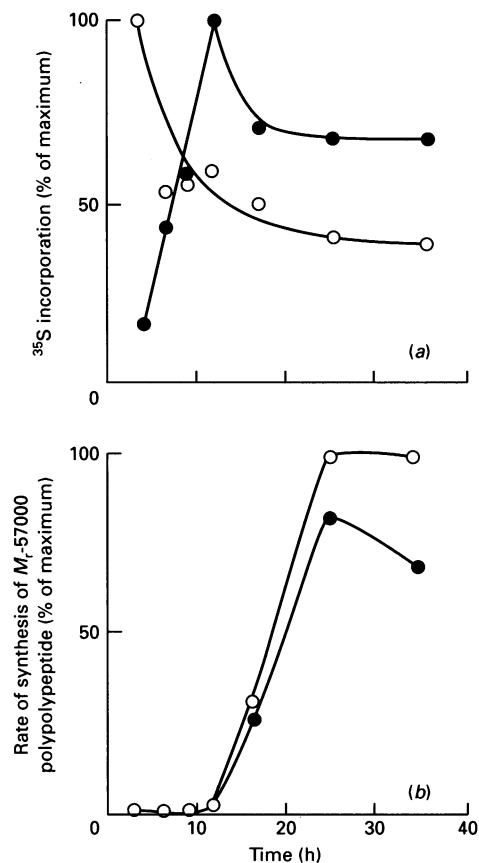 100
50
0
³⁵S incorporation (% of maximum)
(a)
100
50
0
10
20
30
40
Rate of synthesis of Mᵣ-57000
polypolypeptide (% of maximum)
(b)
Time (h)